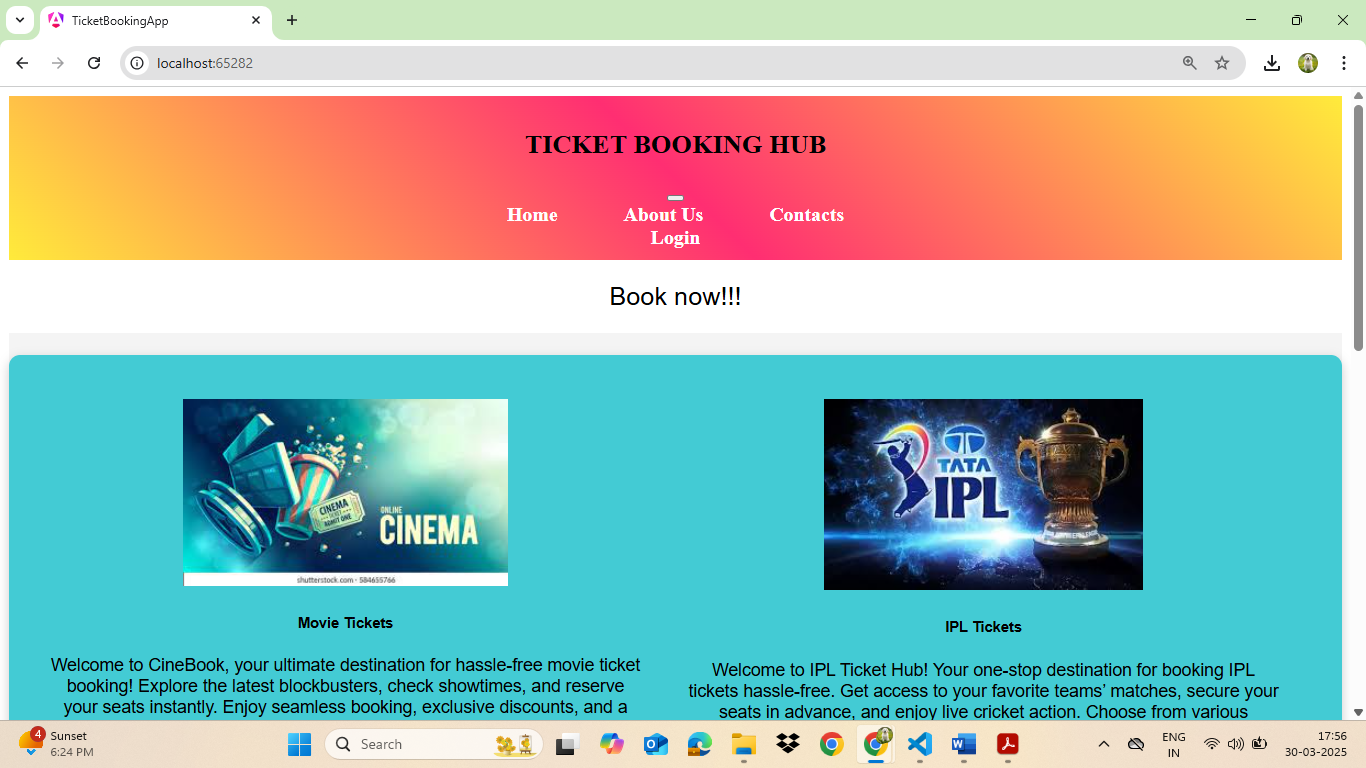 TicketBookingApp
localhost:65282
TICKET BOOKING HUB
Home About Us Contacts
Login
Book now!!!
CINEMA
ADMIT ONE
ONLINE
CINEMA
shutterstock.com · 584655766
TATA
IPL
Movie Tickets
Welcome to CineBook, your ultimate destination for hassle-free movie ticket
booking! Explore the latest blockbusters, check showtimes, and reserve
your seats instantly. Enjoy seamless booking, exclusive discounts, and a
IPL Tickets
Welcome to IPL Ticket Hub! Your one-stop destination for booking IPL
tickets hassle-free. Get access to your favorite teams’ matches, secure your
seats in advance, and enjoy live cricket action. Choose from various
4
Sunset
6:24 PM
Search
ENG
IN
17:56
30-03-2025